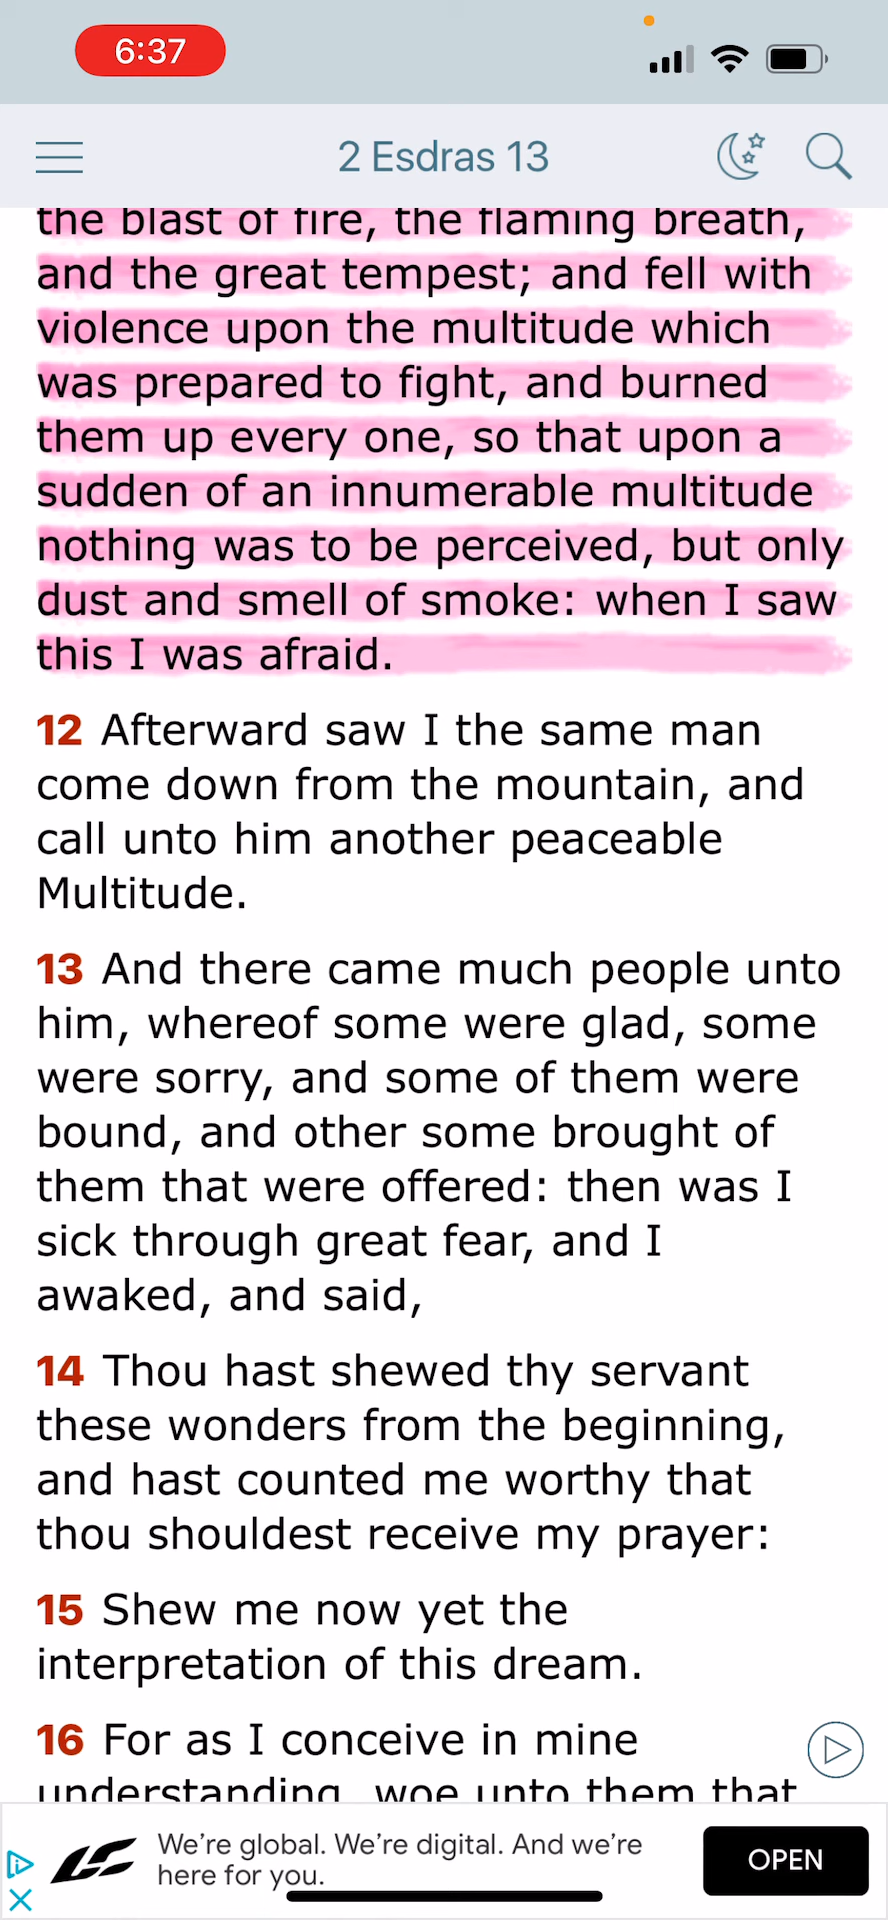 6:37
2 Esdras 13
the blast of fire, the flaming breath,
and the great tempest; and fell with
violence upon the multitude which
was prepared to fight, and burned
them up every one, so that upon a
sudden of an innumerable multitude
nothing was to be perceived, but only
dust and smell of smoke: when I saw
this I was afraid.
12 Afterward saw I the same man
come down from the mountain, and
call unto him another peaceable
Multitude.
13 And there came much people unto
him, whereof some were glad, some
were sorry, and some of them were
bound, and other some brought of
them that were offered: then was I
sick through great fear, and I
awaked, and said,
14 Thou hast shewed thy servant
these wonders from the beginning,
and hast counted me worthy that
thou shouldest receive my prayer:
15 Shew me now yet the
interpretation of this dream.
16 For as I conceive in mine
understanding, woe unto them that
We're global. We're digital. And we're
here for you.
OPEN